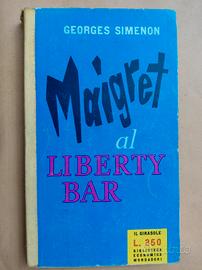 GEORGES SIMENON
Maigret
al
LIBERTY
BAR
IL GIRASOLE
L. 250
BIBLIOTECA
ECONOMICA
MONDADORI